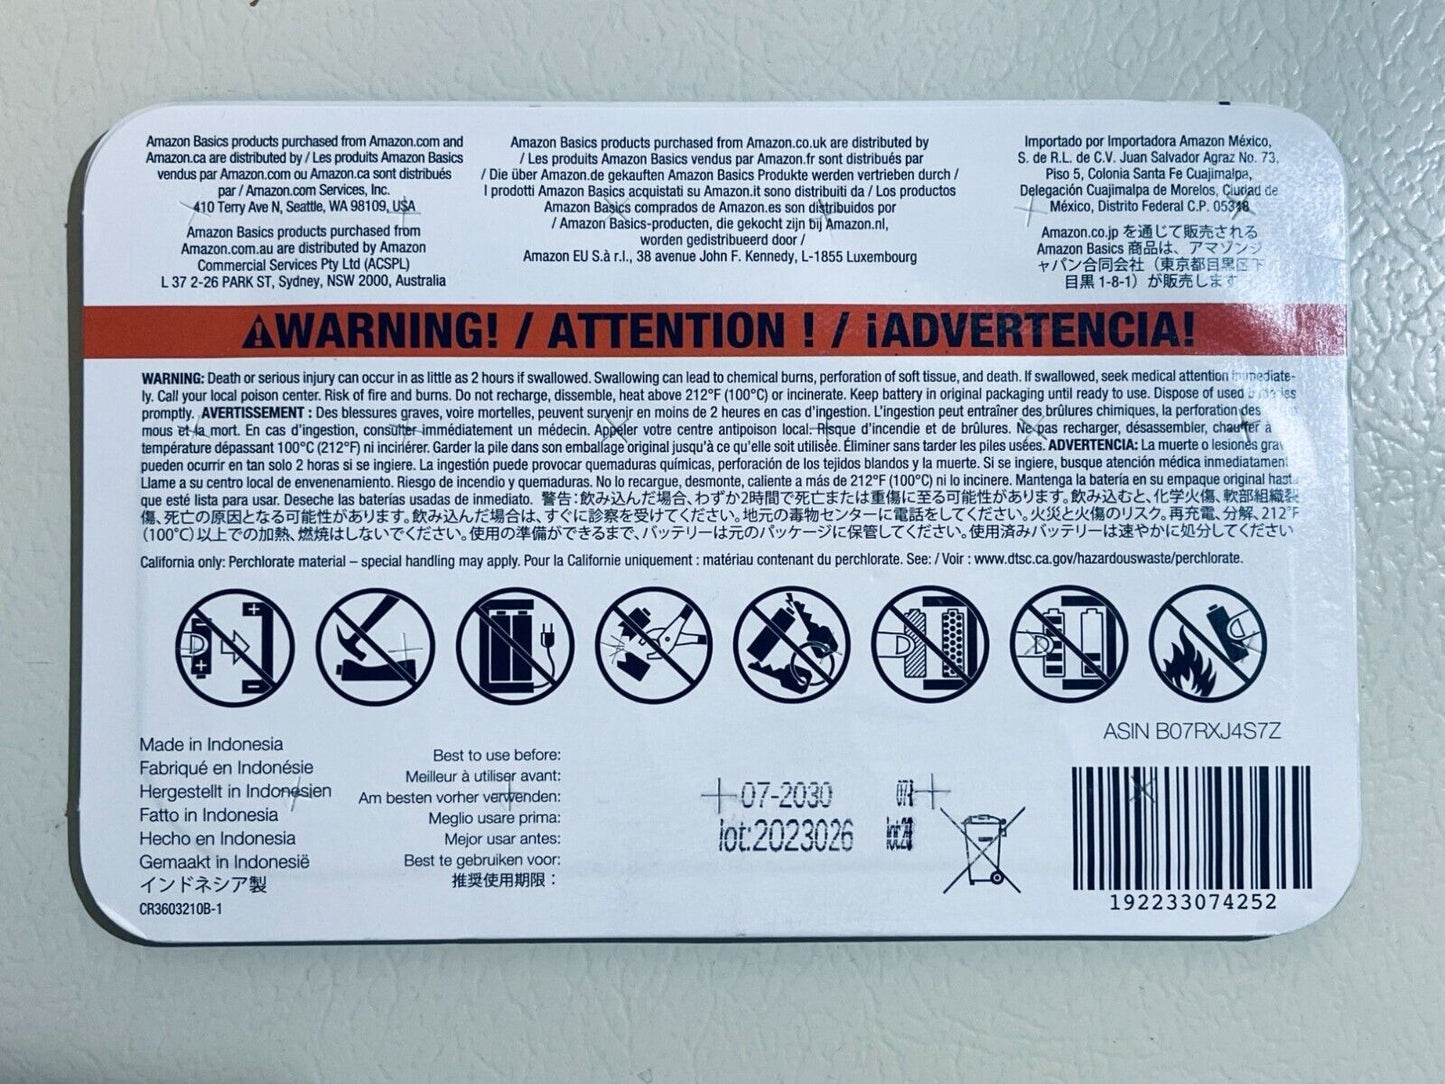 Amazon Basics products purchased from Amazon.com and
Amazon.ca are distributed by / Les produits Amazon Basics
vendus par Amazon.com ou Amazon.ca sont distribués
par / Amazon.com Services, Inc.
410 Terry Ave N, Seattle, WA 98109, USA
Amazon Basics products purchased from
Amazon.com.au are distributed by Amazon
Commercial Services Pty Ltd (ACSPL)
L 37 2-26 PARK ST, Sydney, NSW 2000, Australia
Amazon Basics products purchased from Amazon.co.uk are distributed by
/ Les produits Amazon Basics vendus par Amazon.fr sont distribués par
/ Die über Amazon.de gekauften Amazon Basics Produkte werden vertrieben durch /
I prodotti Amazon Basics acquistati su Amazon.it sono distribuiti da / Los productos
Amazon Basics comprados de Amazon.es son distribuidos por
/ Amazon Basics-producten, die gekocht zijn bij Amazon.nl,
worden gedistribueerd door /
Amazon EU S.à r.l., 38 avenue John F. Kennedy, L-1855 Luxembourg
Importado por Importadora Amazon México,
S. de R.L. de C.V. Juan Salvador Agraz No. 73,
Piso 5, Colonia Santa Fe Cuajimalpa,
Delegación Cuajimalpa de Morelos, Ciudad de
México, Distrito Federal C.P. 05348
Amazon.co.jp を通じて販売される
Amazon Basics 商品は、アマゾンジ
ャパン合同会社（東京都目黒区下
目黒 1-8-1）が販売します
⚠WARNING! / ATTENTION ! / ¡ADVERTENCIA!
WARNING: Death or serious injury can occur in as little as 2 hours if swallowed. Swallowing can lead to chemical burns, perforation of soft tissue, and death. If swallowed, seek medical attention immediate-
ly. Call your local poison center. Risk of fire and burns. Do not recharge, dissemble, heat above 212°F (100°C) or incinerate. Keep battery in original packaging until ready to use. Dispose of used
promptly. AVERTISSEMENT : Des blessures graves, voire mortelles, peuvent survenir en moins de 2 heures en cas d'ingestion. L'ingestion peut entraîner des brûlures chimiques, la perforation des
mous et la mort. En cas d'ingestion, consulter immédiatement un médecin. Appeler votre centre antipoison local. Risque d'incendie et de brûlures. Ne pas recharger, désassembler, chauffer à
température dépassant 100°C (212°F) ni incinérer. Garder la pile dans son emballage original jusqu'à ce qu'elle soit utilisée. Éliminer sans tarder les piles usées. ADVERTENCIA: La muerte o lesiones
pueden ocurrir en tan solo 2 horas si se ingiere. La ingestión puede provocar quemaduras químicas, perforación de los tejidos blandos y la muerte. Si se ingiere, busque atención médica inmediatament
Llame a su centro local de envenenamiento. Riesgo de incendio y quemaduras. No lo recargue, desmonte, caliente a más de 212°F (100°C) ni lo incinere. Mantenga la batería en su empaque original hasta
que esté lista para usar. Deseche las baterías usadas de inmediato. 警告：飲み込んだ場合、わずか2時間で死亡または重傷に至る可能性があります。飲み込むと、化学火傷、軟部組織裂
傷、死亡の原因となる可能性があります。飲み込んだ場合は、すぐに診察を受けてください。地元の毒物センターに電話をしてください。火災と火傷のリスク。再充電、分解、212°F
(100°C)以上での加熱、燃焼はしないでください。使用の準備ができるまで、バッテリーは元のパッケージに保管してください。使用済みバッテリーは速やかに処分してください
California only: Perchlorate material – special handling may apply. Pour la Californie uniquement : matériau contenant du perchlorate. See: / Voir : www.dtsc.ca.gov/hazardouswaste/perchlorate.
ASIN B07RXJ4S7Z
Made in Indonesia
Fabriqué en Indonésie
Hergestellt in Indonesien
Fatto in Indonesia
Hecho en Indonesia
Gemaakt in Indonesië
インドネシア製
CR3603210B-1
Best to use before:
Meilleur à utiliser avant:
Am besten vorher verwenden:
Meglio usare prima:
Mejor usar antes:
Best te gebruiken voor:
推奨使用期限：
07-2030
lot:2023026
192233074252